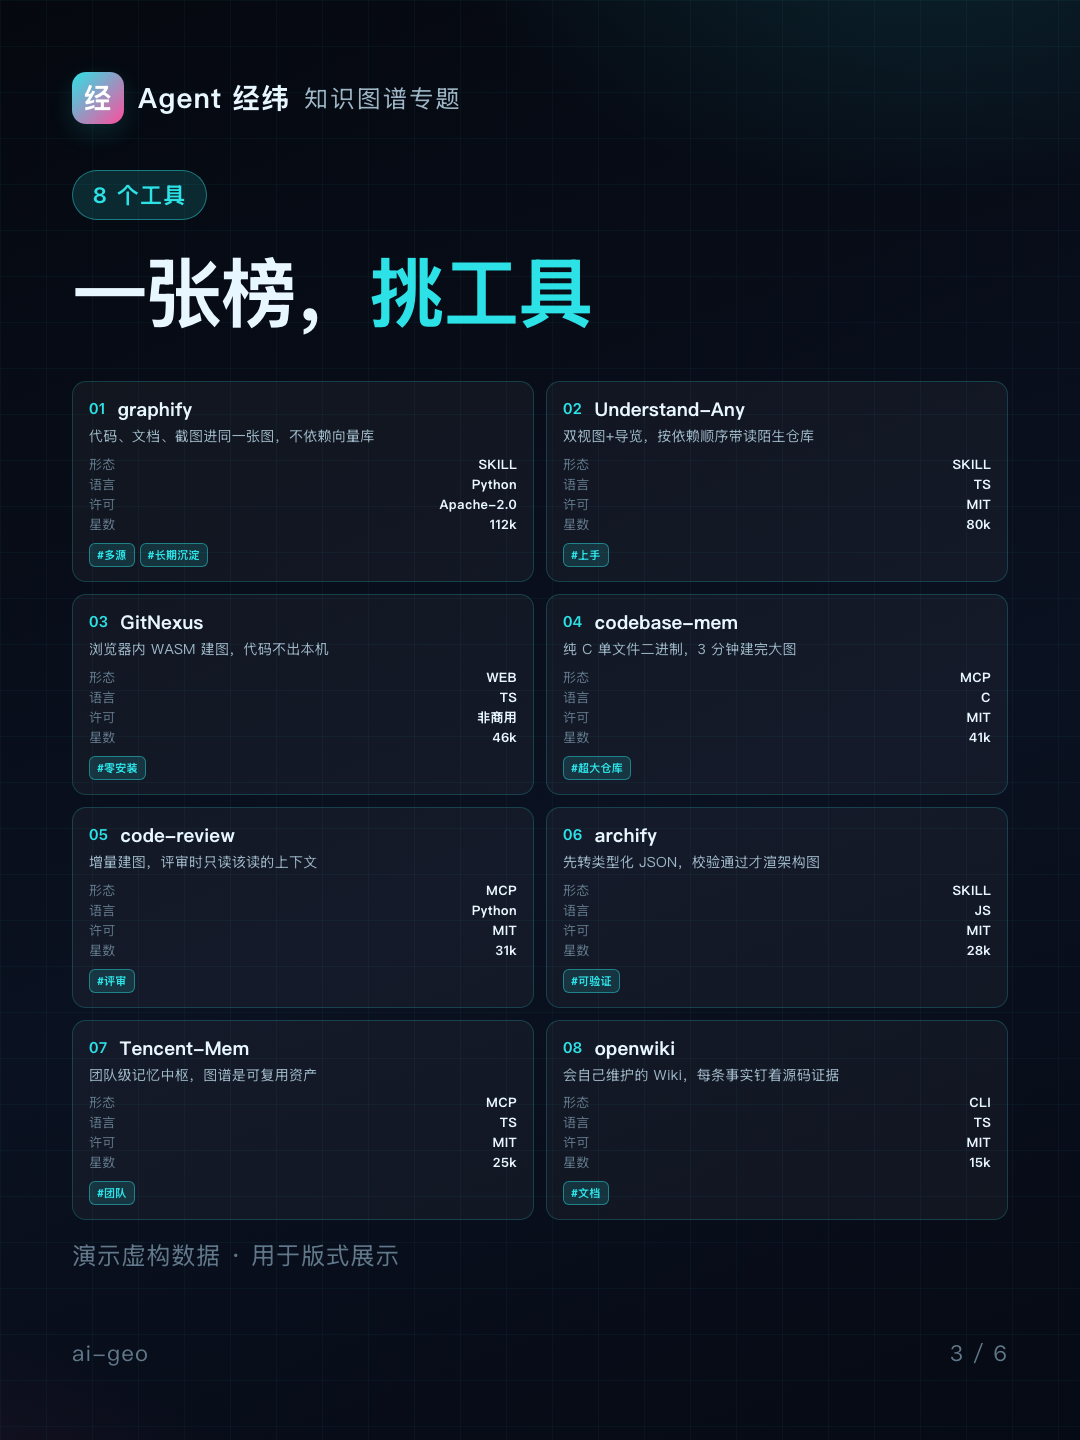 经 Agent 经纬 知识图谱专题
8 个工具
一张榜，挑工具
01 graphify
代码、文档、截图进同一张图，不依赖向量库
形态 SKILL
语言 Python
许可 Apache-2.0
星数 112k
#多源 #长期沉淀
02 Understand-Any
双视图+导览，按依赖顺序带读陌生仓库
形态 SKILL
语言 TS
许可 MIT
星数 80k
#上手
03 GitNexus
浏览器内 WASM 建图，代码不出本机
形态 WEB
语言 TS
许可 非商用
星数 46k
#零安装
04 codebase-mem
纯 C 单文件二进制，3 分钟建完大图
形态 MCP
语言 C
许可 MIT
星数 41k
#超大仓库
05 code-review
增量建图，评审时只读该读的上下文
形态 MCP
语言 Python
许可 MIT
星数 31k
#评审
06 archify
先转类型化 JSON，校验通过才渲架构图
形态 SKILL
语言 JS
许可 MIT
星数 28k
#可验证
07 Tencent-Mem
团队级记忆中枢，图谱是可复用资产
形态 MCP
语言 TS
许可 MIT
星数 25k
#团队
08 openwiki
会自己维护的 Wiki，每条事实钉着源码证据
形态 CLI
语言 TS
许可 MIT
星数 15k
#文档
演示虚构数据 · 用于版式展示
ai-geo 3 / 6